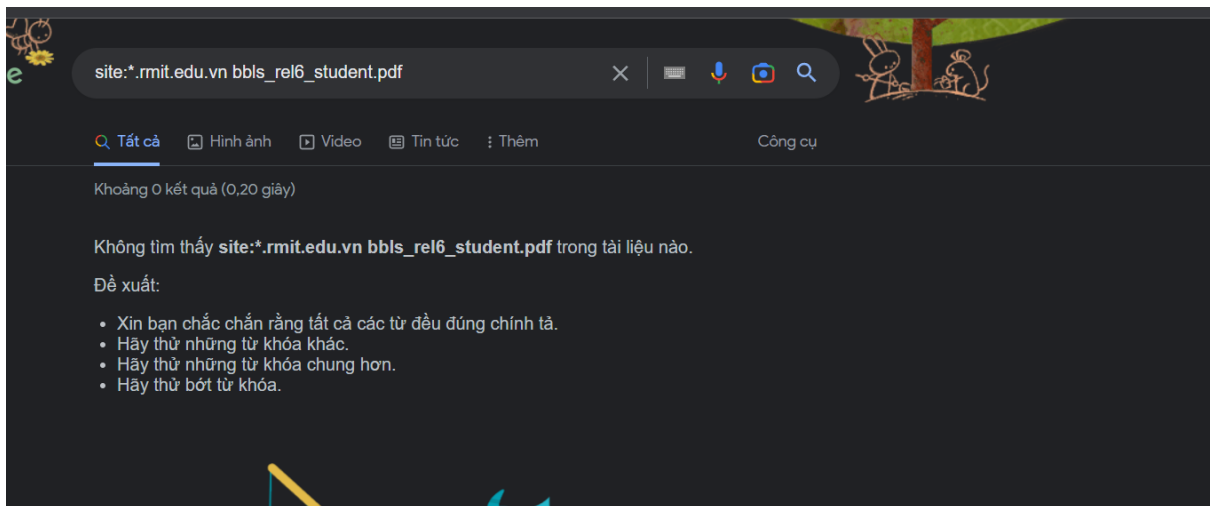 e
site:*.rmit.edu.vn bbls_rel6_student.pdf
Tất cả Hình ảnh Video Tin tức Thêm Công cụ
Khoảng 0 kết quả (0,20 giây)
Không tìm thấy site:*.rmit.edu.vn bbls_rel6_student.pdf trong tài liệu nào.
Đề xuất:
Xin bạn chắc chắn rằng tất cả các từ đều đúng chính tả.
Hãy thử những từ khóa khác.
Hãy thử những từ khóa chung hơn.
Hãy thử bớt từ khóa.